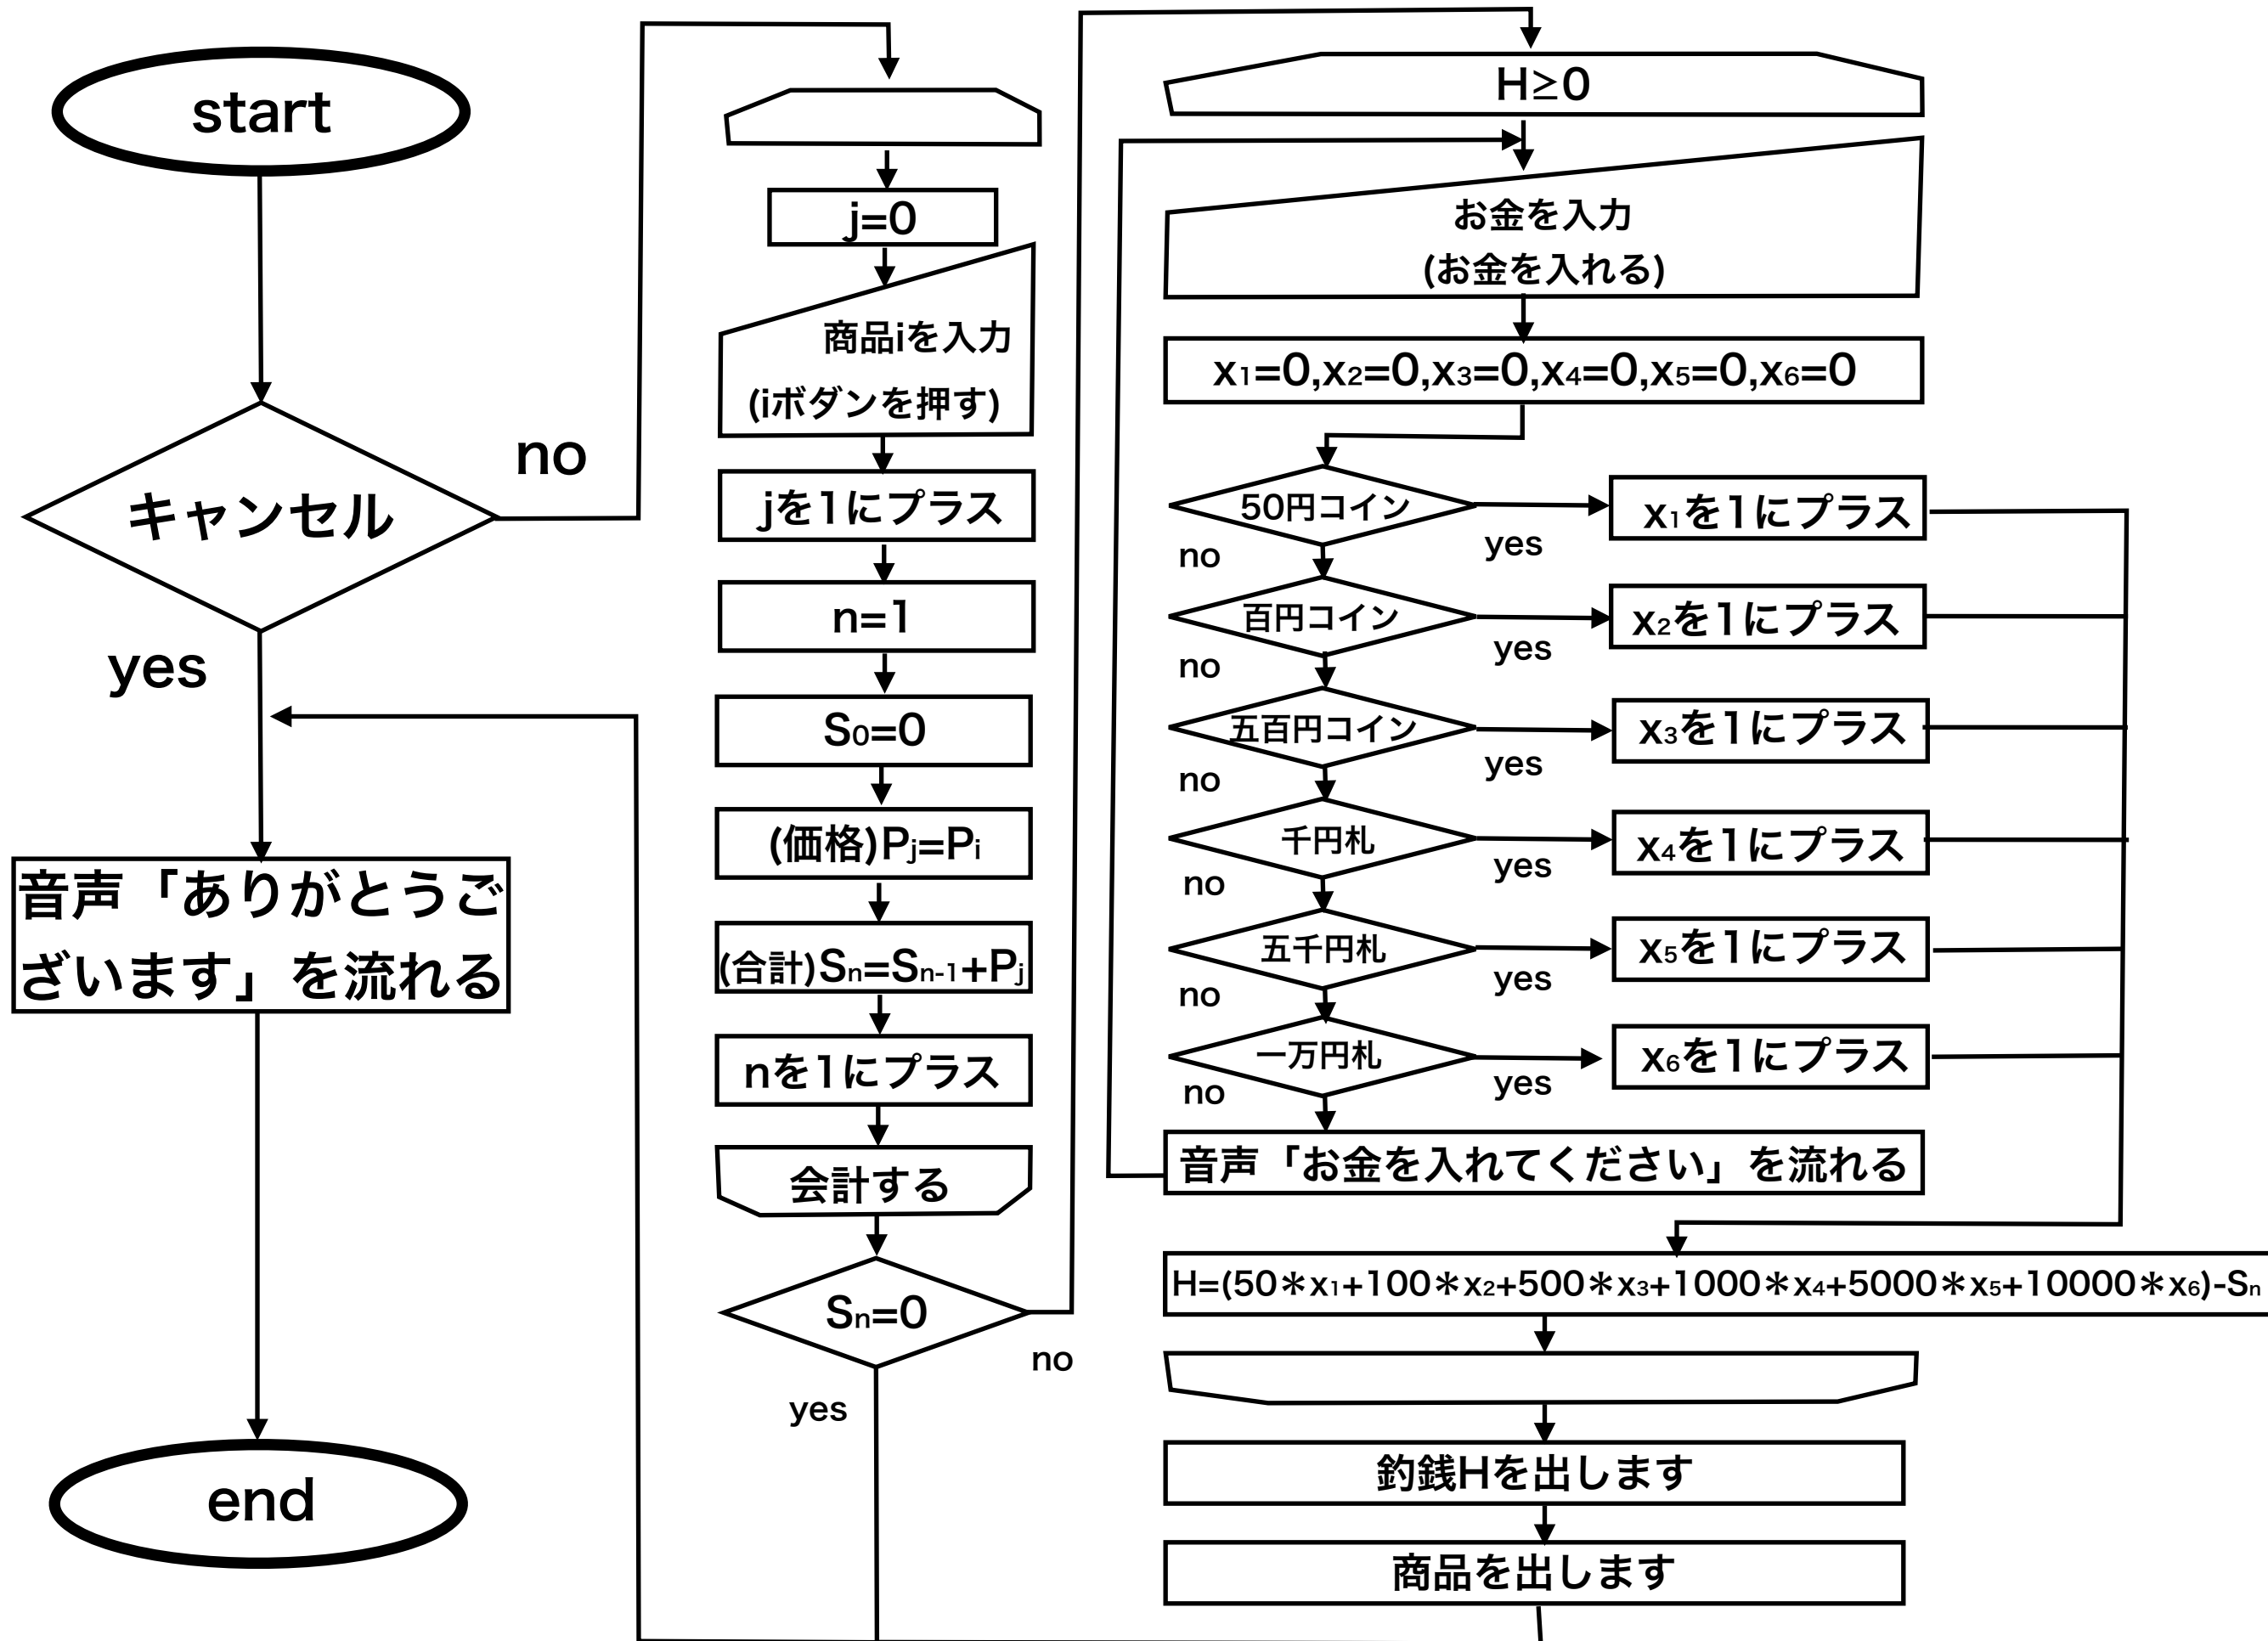 start
キャンセル
no
yes
音声「ありがとうご
ざいます」を流れる
end
j=0
商品iを入力
(iボダンを押す)
jを1にプラス
n=1
S₀=0
(価格)Pⱼ=Pᵢ
(合計)Sₙ=Sₙ₋₁+Pⱼ
nを1にプラス
会計する
Sₙ=0
no
yes
H≧0
お金を入力
(お金を入れる)
x₁=0,x₂=0,x₃=0,x₄=0,x₅=0,x₆=0
50円コイン
yes
x₁を1にプラス
no
百円コイン
yes
x₂を1にプラス
no
五百円コイン
yes
x₃を1にプラス
no
千円札
yes
x₄を1にプラス
no
五千円札
yes
x₅を1にプラス
no
一万円札
yes
x₆を1にプラス
no
音声「お金を入れてください」を流れる
H=(50*x₁+100*x₂+500*x₃+1000*x₄+5000*x₅+10000*x₆)-Sₙ
釣銭Hを出します
商品を出します